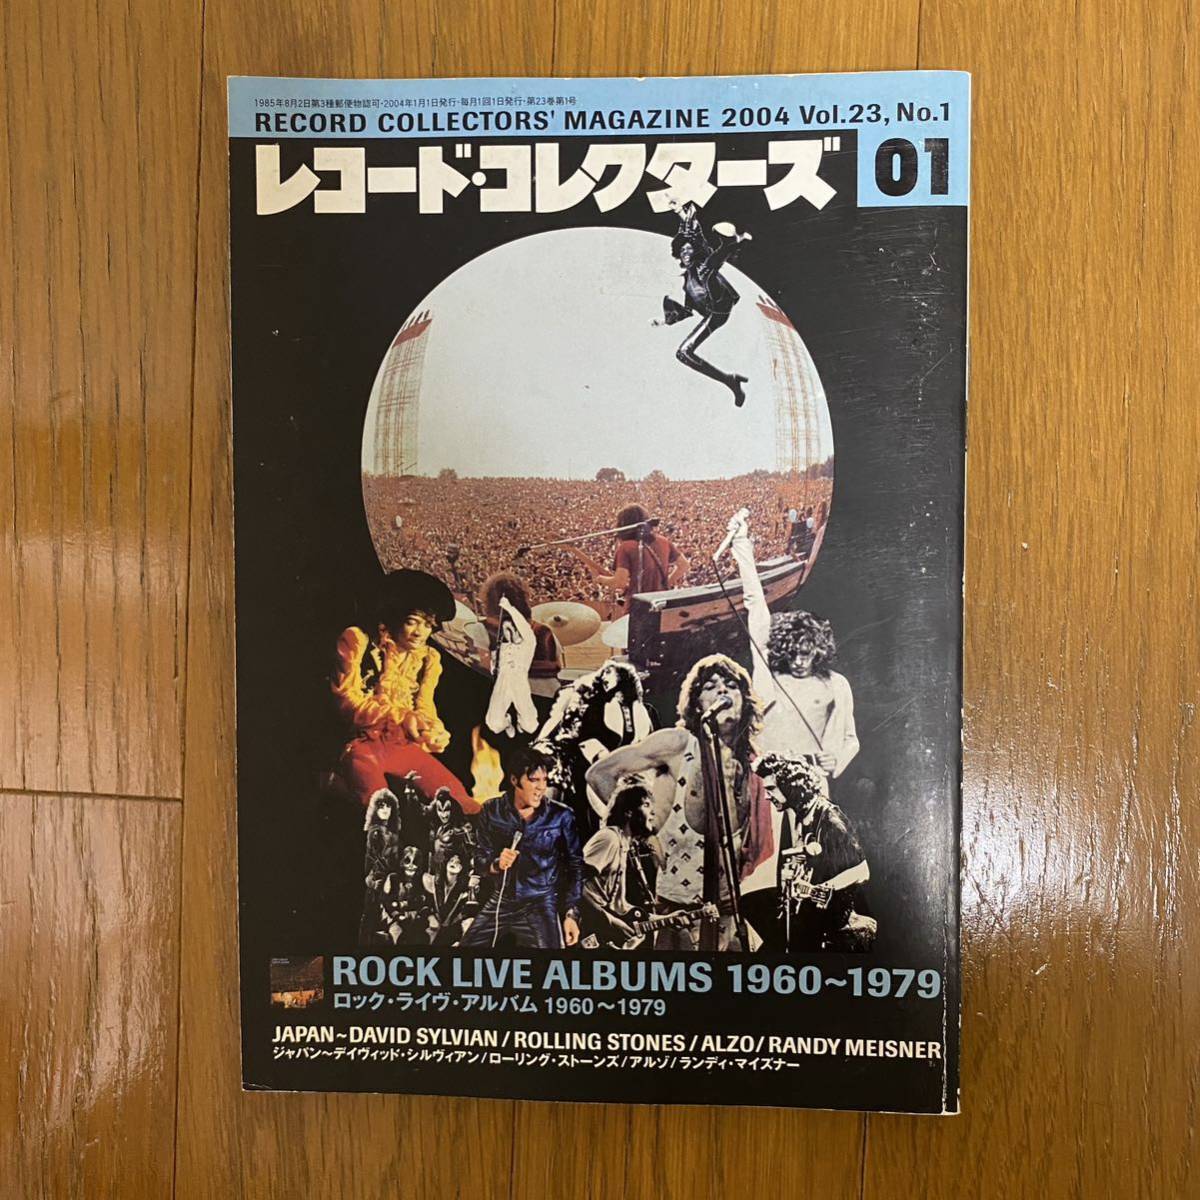 1985年8月2日第3種郵便物認可・2004年1月1日発行・毎月1回1日発行・第23巻第1号
RECORD COLLECTORS' MAGAZINE 2004 Vol.23, No.1
レコード・コレクターズ
01
ROCK LIVE ALBUMS 1960~1979
ロック・ライヴ・アルバム 1960〜1979
JAPAN~DAVID SYLVIAN/ROLLING STONES/ALZO/RANDY MEISNER
ジャパン〜デイヴィッド・シルヴィアン/ローリング・ストーンズ/アルゾ/ランディ・マイズナー